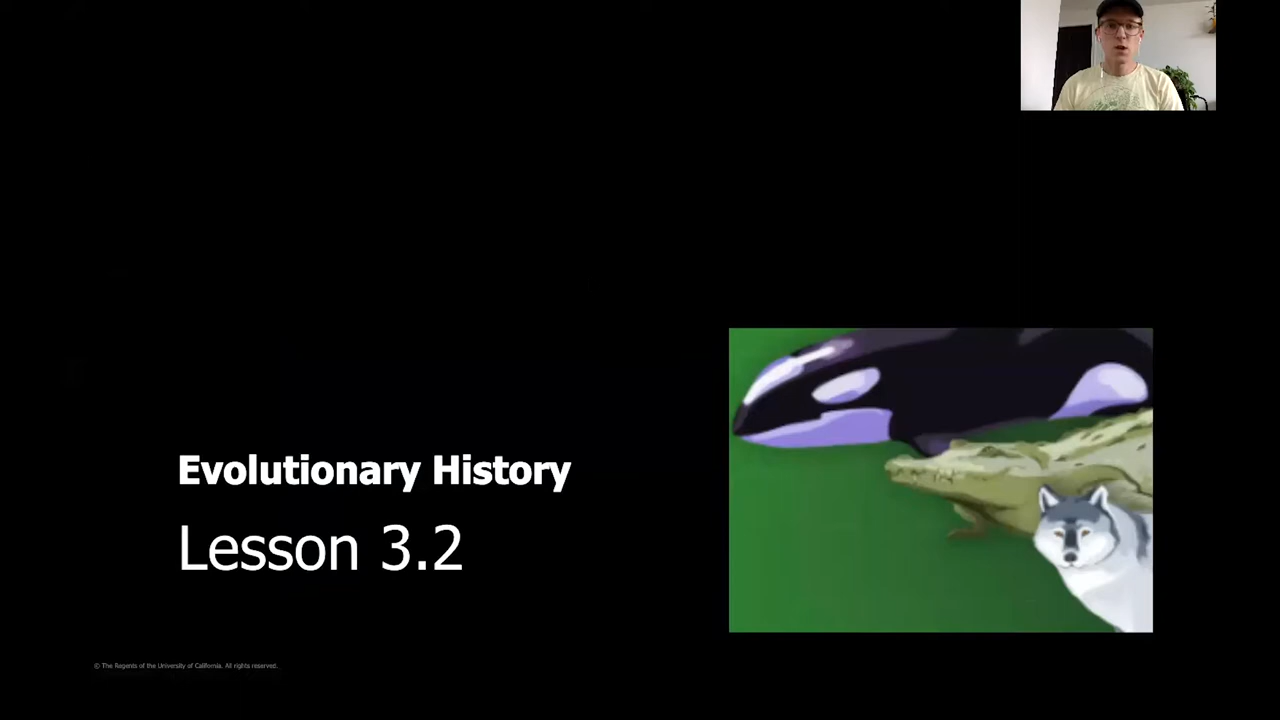 Evolutionary History
Lesson 3.2
© The Regents of the University of California. All rights reserved.